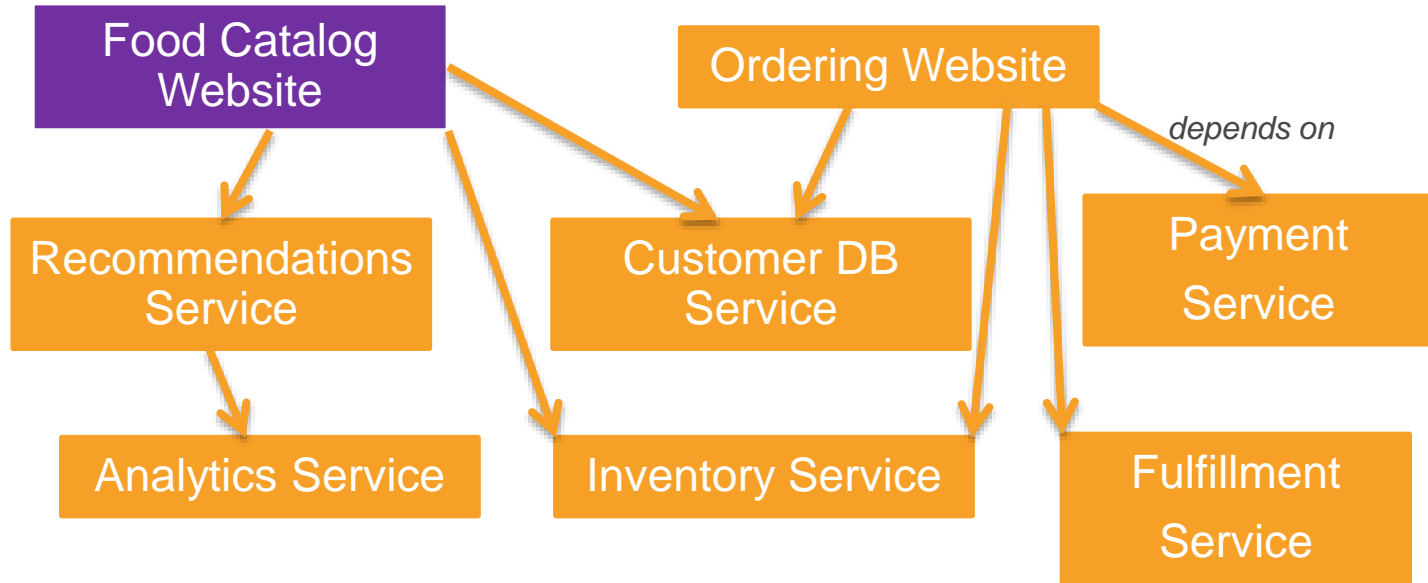 Food Catalog
Website
Ordering Website
depends on
Recommendations
Service
Customer DB
Service
Payment
Service
Analytics Service
Inventory Service
Fulfillment
Service